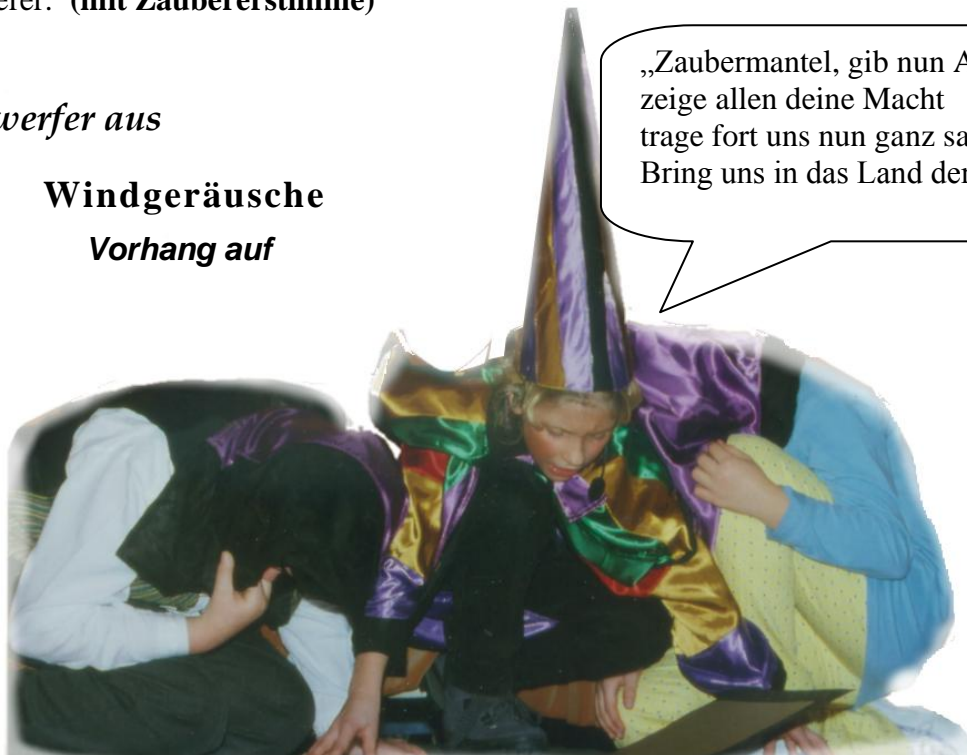 (mit Zaubererstimme)
aus
Windgeräusche
Vorhang auf
„Zaubermantel, gib nun
zeige allen deine Macht
trage fort uns nun ganz
Bring uns in das Land